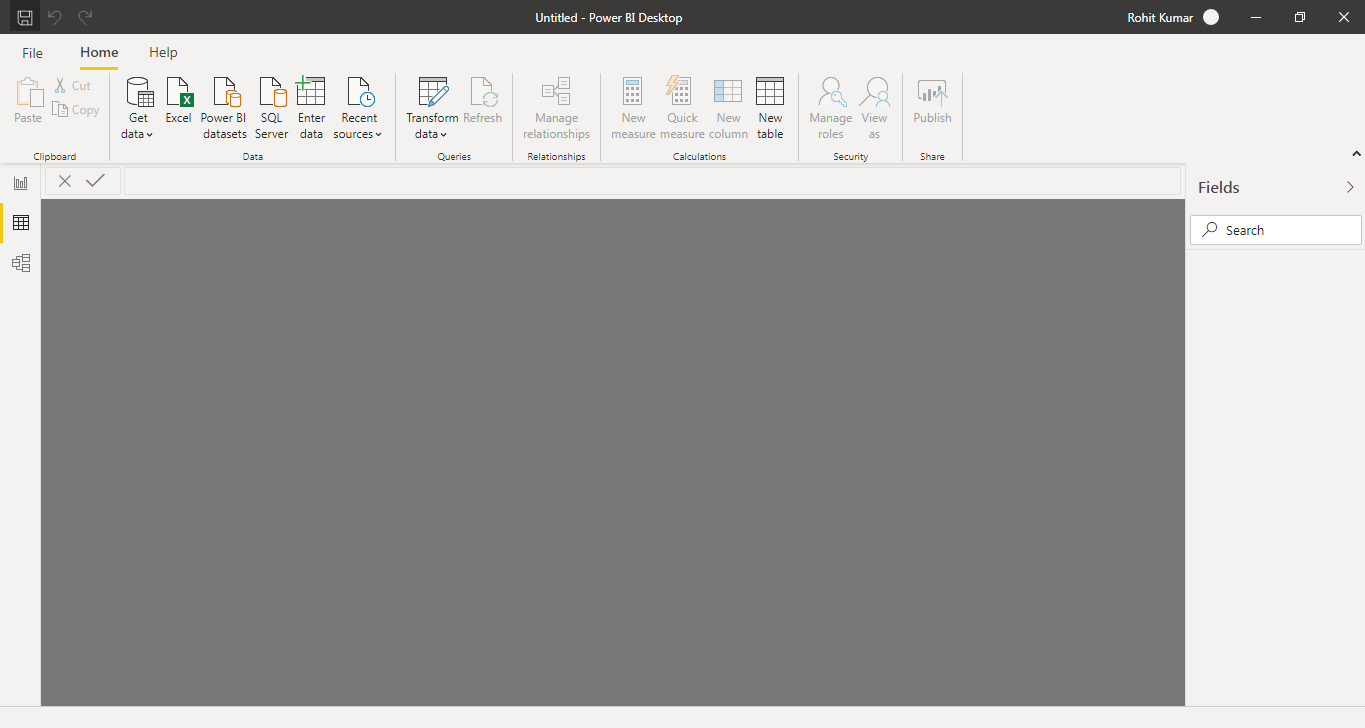 Untitled - Power BI Desktop
Rohit Kumar
File Home Help
Paste
Cut
Copy
Clipboard
Get
data
Excel
Power BI
datasets
SQL
Server
Enter
data
Recent
sources
Data
Transform
data
Refresh
Queries
Manage
relationships
Relationships
New
measure
Quick
measure
New
column
New
table
Calculations
Manage
roles
View
as
Security
Publish
Share
Fields
Search